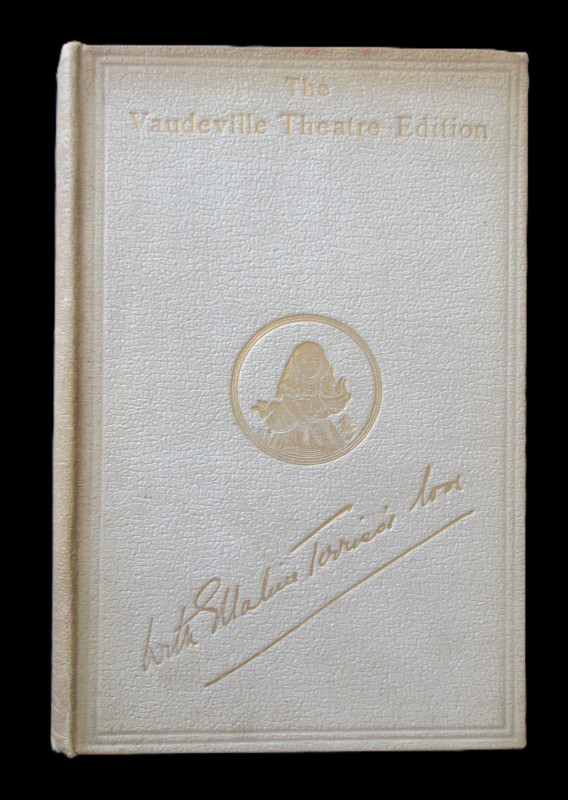 The
Vaudeville Theatre Edition
With Ellaline Terriss's love